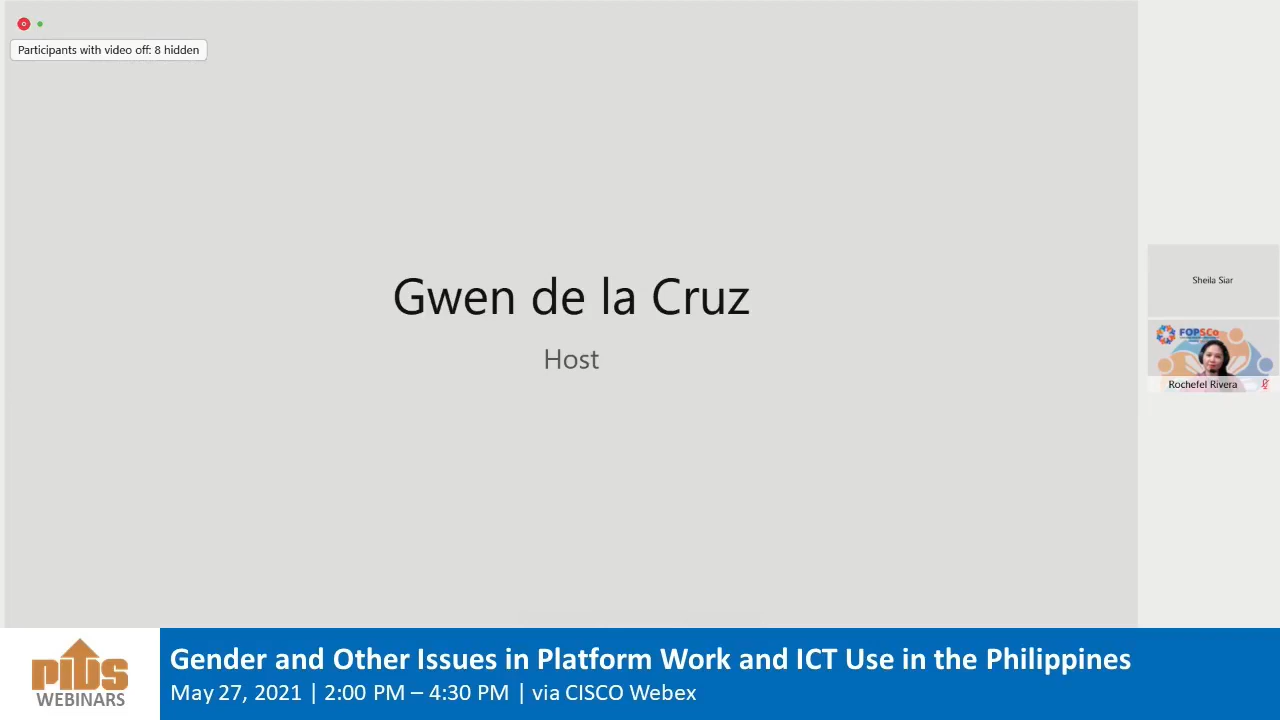 Participants with video off: 8 hidden
Gwen de la Cruz
Host
Sheila Siar
FOPSCo
Rochefel Rivera
PIDS
WEBINARS
Gender and Other Issues in Platform Work and ICT Use in the Philippines
May 27, 2021 | 2:00 PM – 4:30 PM | via CISCO Webex